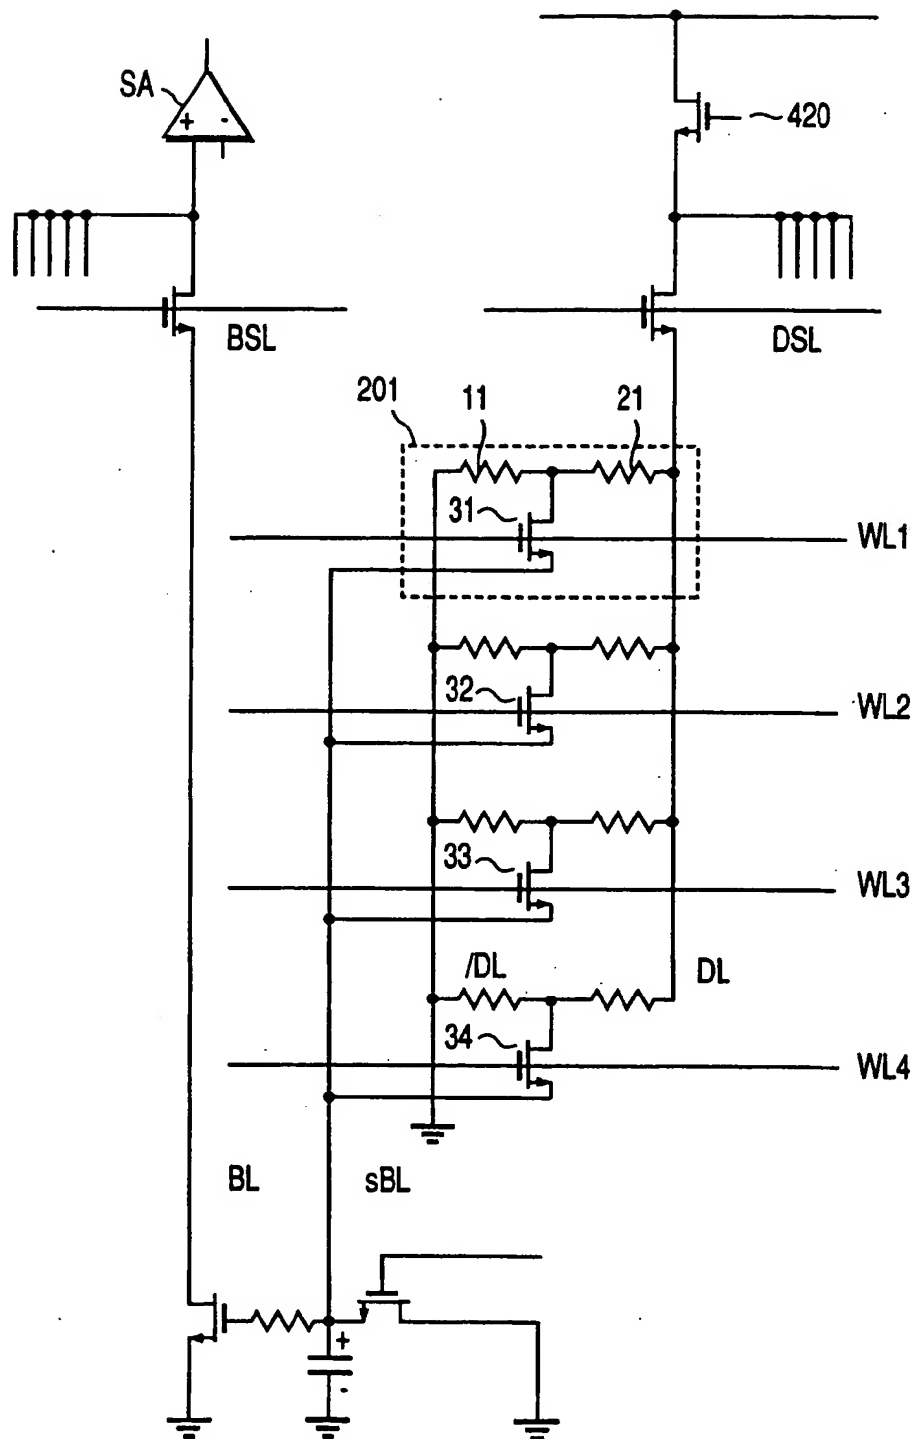 SA
+ -
420
BSL
DSL
201
11
21
31
WL1
32
WL2
33
WL3
/DL
DL
34
WL4
BL
sBL
+
-